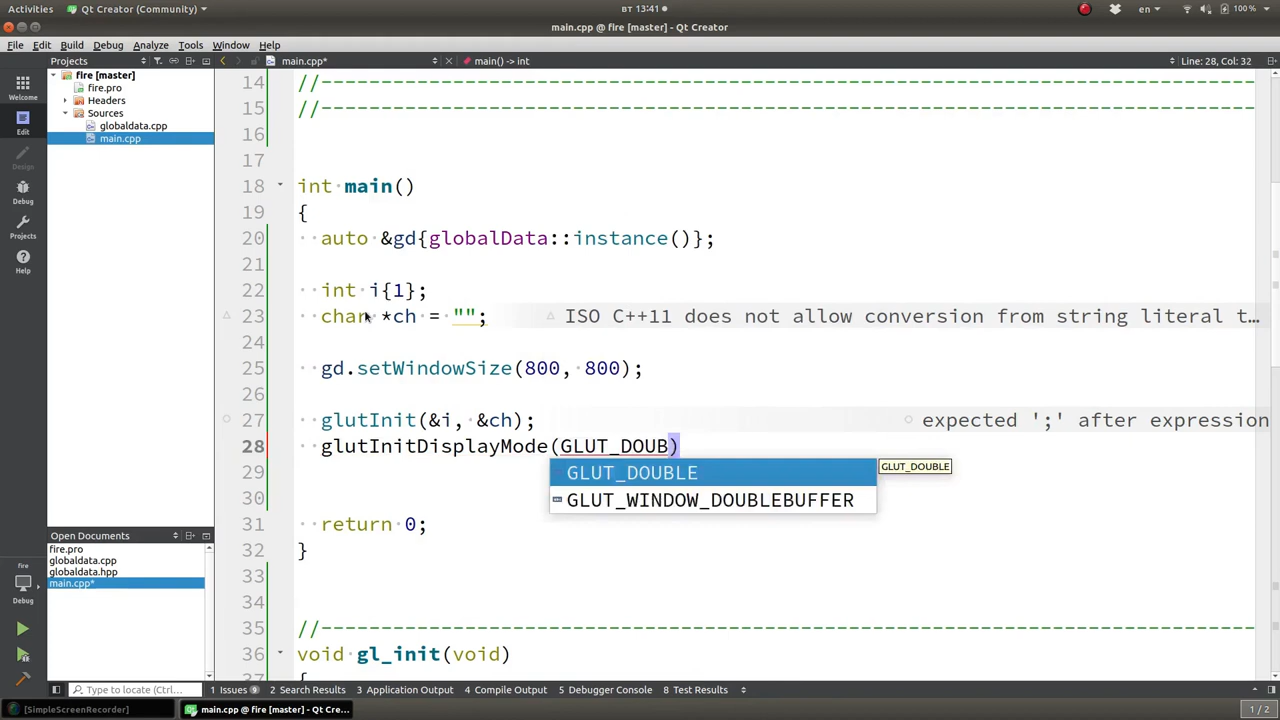 Activities
Qt Creator (Community)
вт 13:41
en
100 %
main.cpp @ fire [master] - Qt Creator
File Edit Build Debug Analyze Tools Window Help
Projects
main.cpp*
main() -> int
Line: 28, Col: 32
Welcome
Edit
Design
Debug
Projects
Help
fire [master]
fire.pro
Headers
Sources
globaldata.cpp
main.cpp
14 //
15 //
16
17
18 int main()
19 {
20 auto &gd{globalData::instance()};
21
22 int i{1};
23 char *ch = ""; ISO C++11 does not allow conversion from string literal t…
24
25 gd.setWindowSize(800, 800);
26
27 glutInit(&i, &ch); expected ';' after expression
28 glutInitDisplayMode(GLUT_DOUB)
29
30
31 return 0;
32 }
33
34
35 //
36 void gl_init(void)
37 {
GLUT_DOUBLE
GLUT_WINDOW_DOUBLEBUFFER
GLUT_DOUBLE
Open Documents
fire.pro
globaldata.cpp
globaldata.hpp
main.cpp*
fire
Debug
Type to locate (Ctrl...
1 Issues 9 2 Search Results 3 Application Output 4 Compile Output 5 Debugger Console 8 Test Results
[SimpleScreenRecorder]
main.cpp @ fire [master] - Qt Crea...
1 / 2